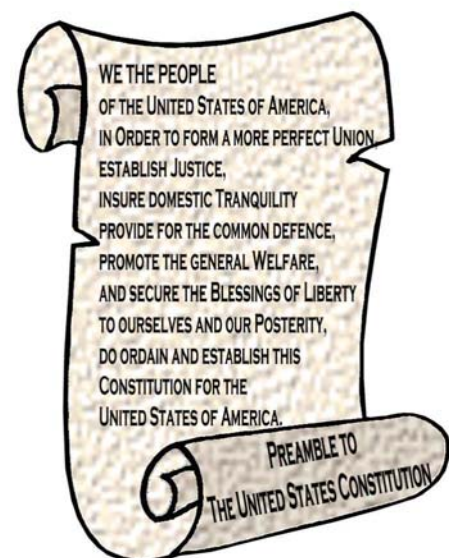 WE THE PEOPLE
OF THE UNITED STATES OF AMERICA,
IN ORDER TO FORM A MORE PERFECT UNION
ESTABLISH JUSTICE,
INSURE DOMESTIC TRANQUILITY
PROVIDE FOR THE COMMON DEFENCE,
PROMOTE THE GENERAL WELFARE,
AND SECURE THE BLESSINGS OF LIBERTY
TO OURSELVES AND OUR POSTERITY,
DO ORDAIN AND ESTABLISH THIS
CONSTITUTION FOR THE
UNITED STATES OF AMERICA.
PREAMBLE TO
THE UNITED STATES CONSTITUTION